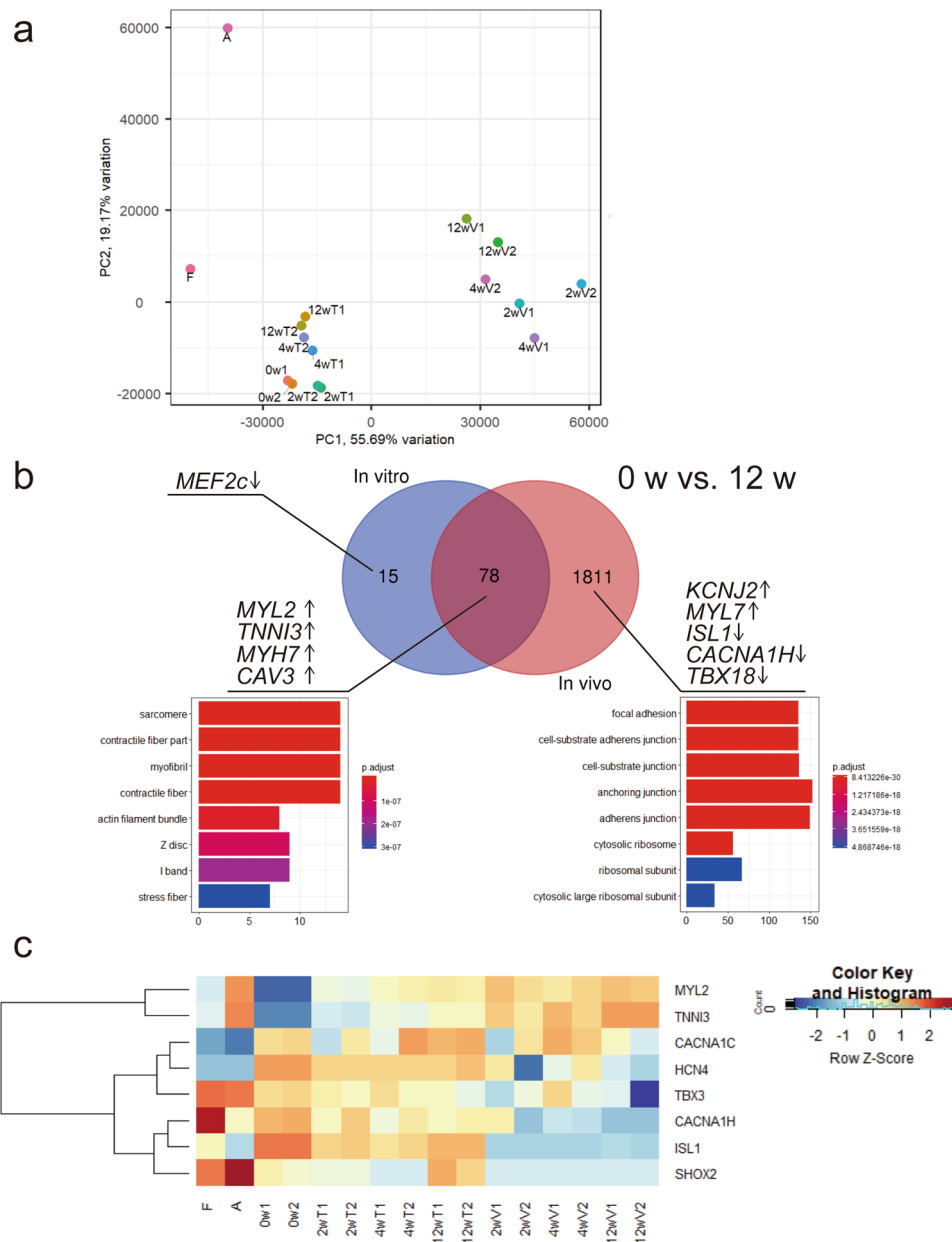 a
60000
40000
20000
0
-20000
PC2, 19.17% variation
A
F
12wV1
12wV2
4wV2
2wV2
2wV1
4wV1
12wT1
12wT2
4wT2
4wT1
0w1
0w2
2wT2
2wT1
-30000
0
30000
60000
PC1, 55.69% variation
b
MEF2c↓
In vitro
0 w vs. 12 w
15
78
1811
In vivo
MYL2 ↑
TNNI3↑
MYH7 ↑
CAV3 ↑
KCNJ2↑
MYL7↑
ISL1↓
CACNA1H↓
TBX18↓
sarcomere
contractile fiber part
myofibril
contractile fiber
actin filament bundle
Z disc
I band
stress fiber
0
5
10
p.adjust
1e-07
2e-07
3e-07
focal adhesion
cell-substrate adherens junction
cell-substrate junction
anchoring junction
adherens junction
cytosolic ribosome
ribosomal subunit
cytosolic large ribosomal subunit
0
50
100
150
p.adjust
8.413226e-30
1.217186e-18
2.434373e-18
3.651559e-18
4.868746e-18
c
MYL2
TNNI3
CACNA1C
HCN4
TBX3
CACNA1H
ISL1
SHOX2
F
A
0w1
0w2
2wT1
2wT2
4wT1
4wT2
12wT1
12wT2
2wV1
2wV2
4wV1
4wV2
12wV1
12wV2
Color Key
and Histogram
Count
0
-2
-1
0
1
2
Row Z-Score